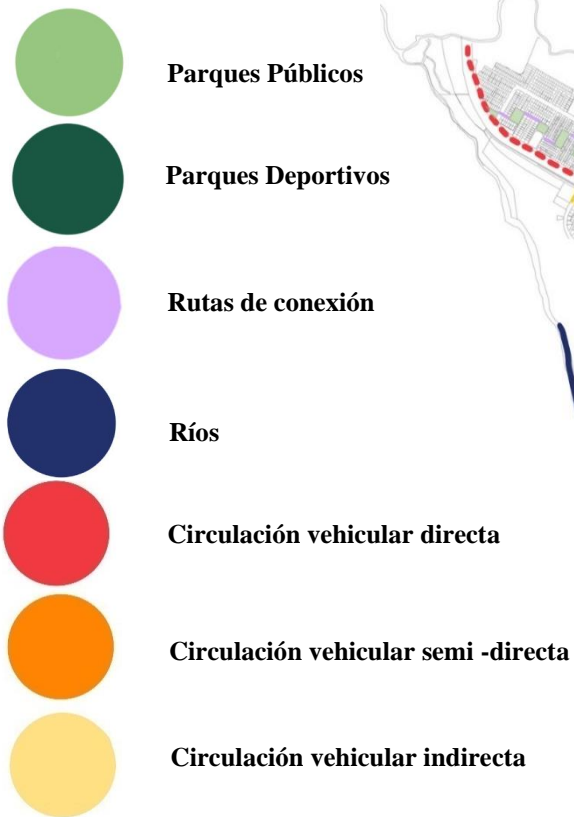 Parques Públicos
Parques Deportivos
Rutas de conexión
Ríos
Circulación vehicular directa
Circulación vehicular semi -directa
Circulación vehicular indirecta